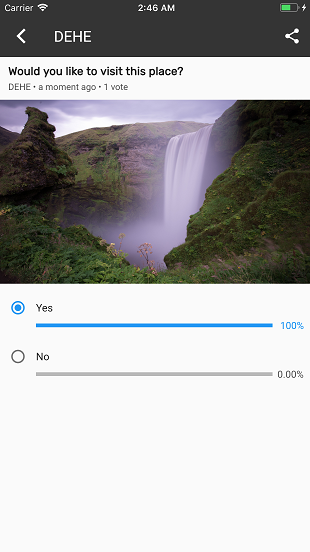 Carrier 2:46 AM
DEHE
Would you like to visit this place?
DEHE • a moment ago • 1 vote
Yes
100%
No
0.00%